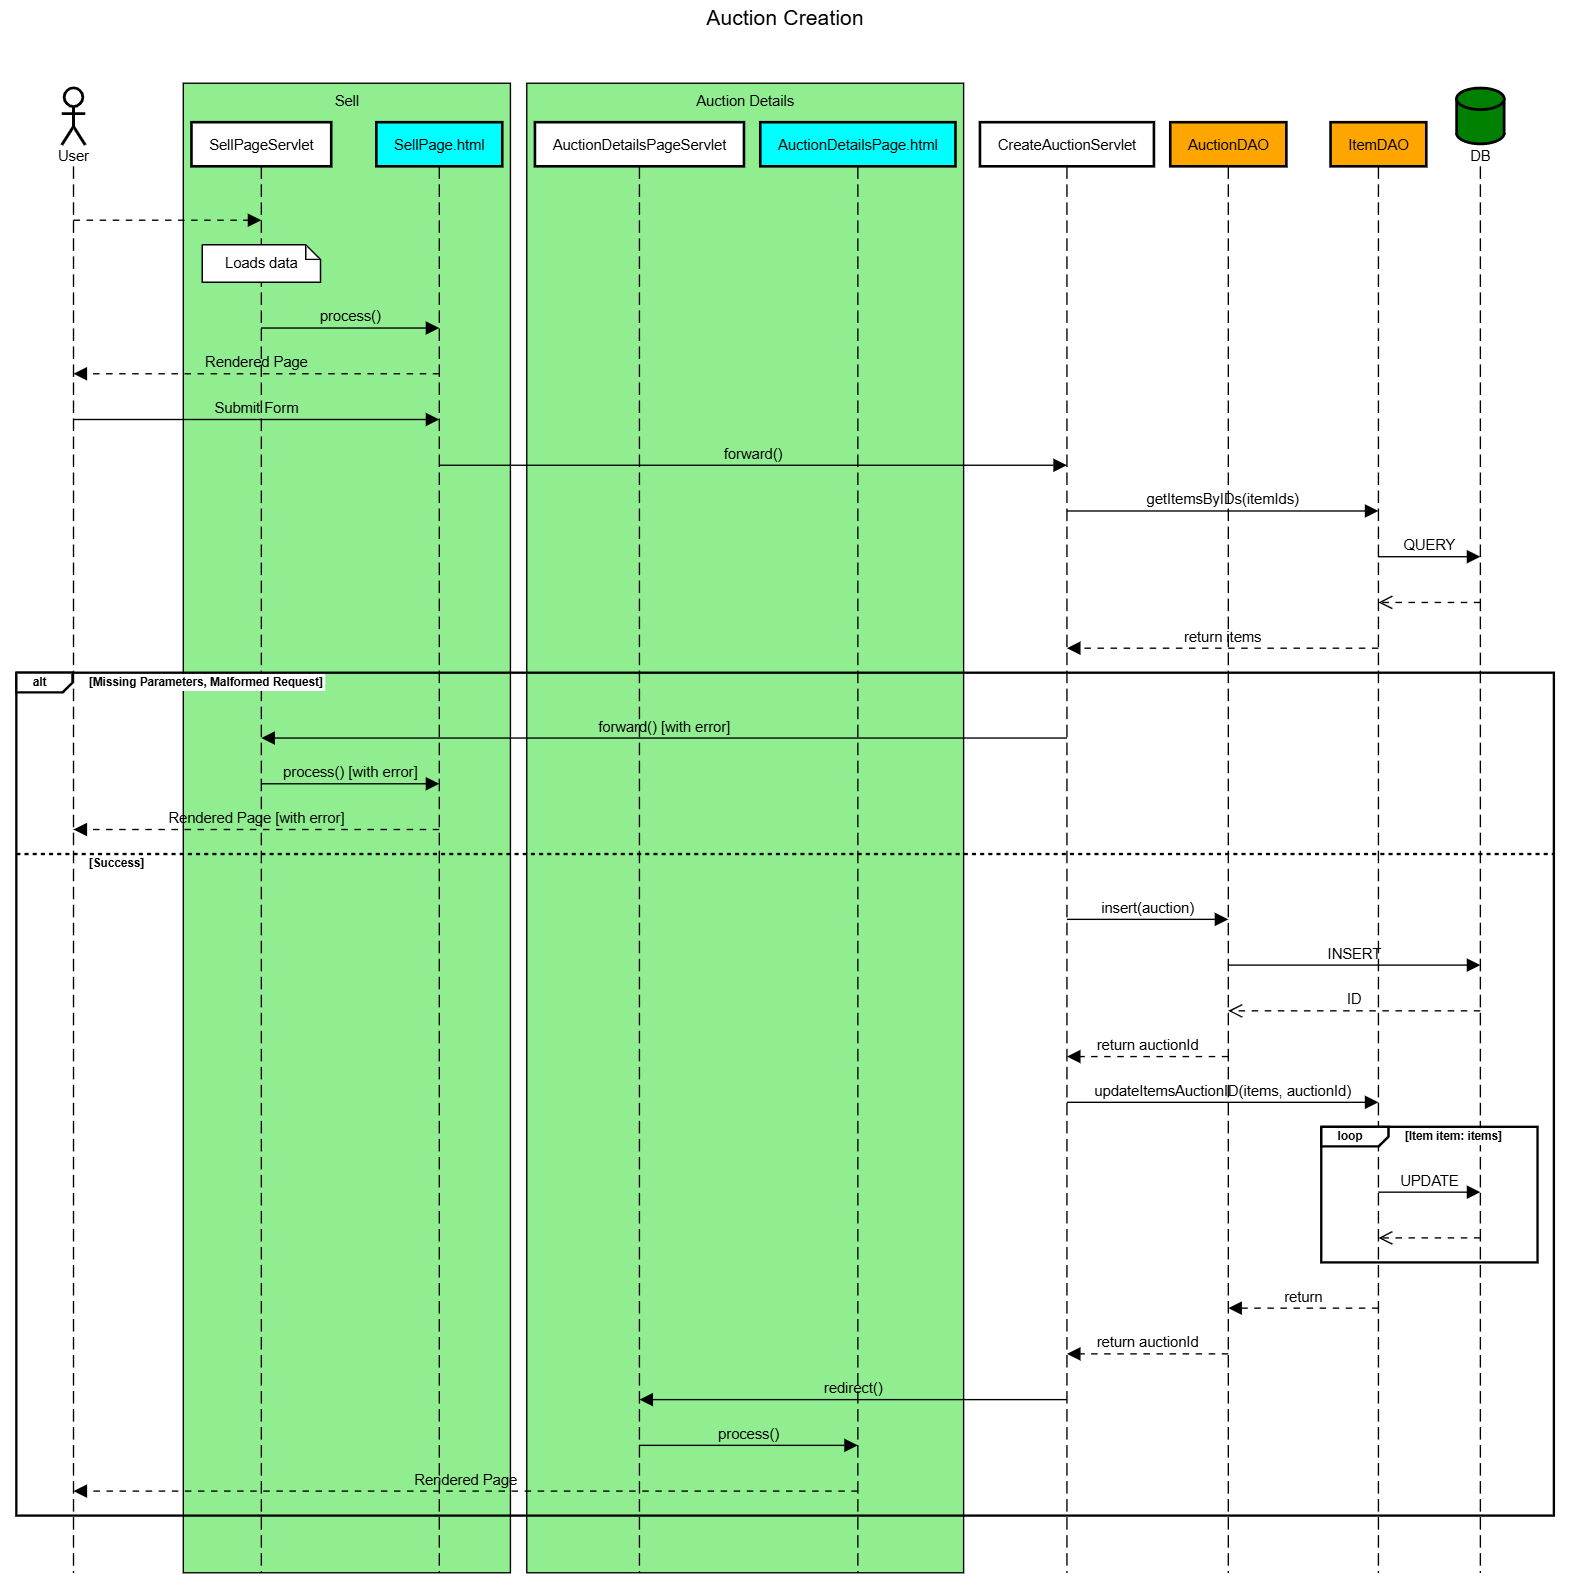 Auction Creation
Sell
Auction Details
User
SellPageServlet
SellPage.html
AuctionDetailsPageServlet
AuctionDetailsPage.html
CreateAuctionServlet
AuctionDAO
ItemDAO
DB
Loads data
process()
Rendered Page
Submit Form
forward()
getItemsByIDs(itemIds)
QUERY
return items
alt
[Missing Parameters, Malformed Request]
forward() [with error]
process() [with error]
Rendered Page [with error]
[Success]
insert(auction)
INSERT
ID
return auctionId
updateItemsAuctionID(items, auctionId)
loop
[Item item: items]
UPDATE
return
return auctionId
redirect()
process()
Rendered Page